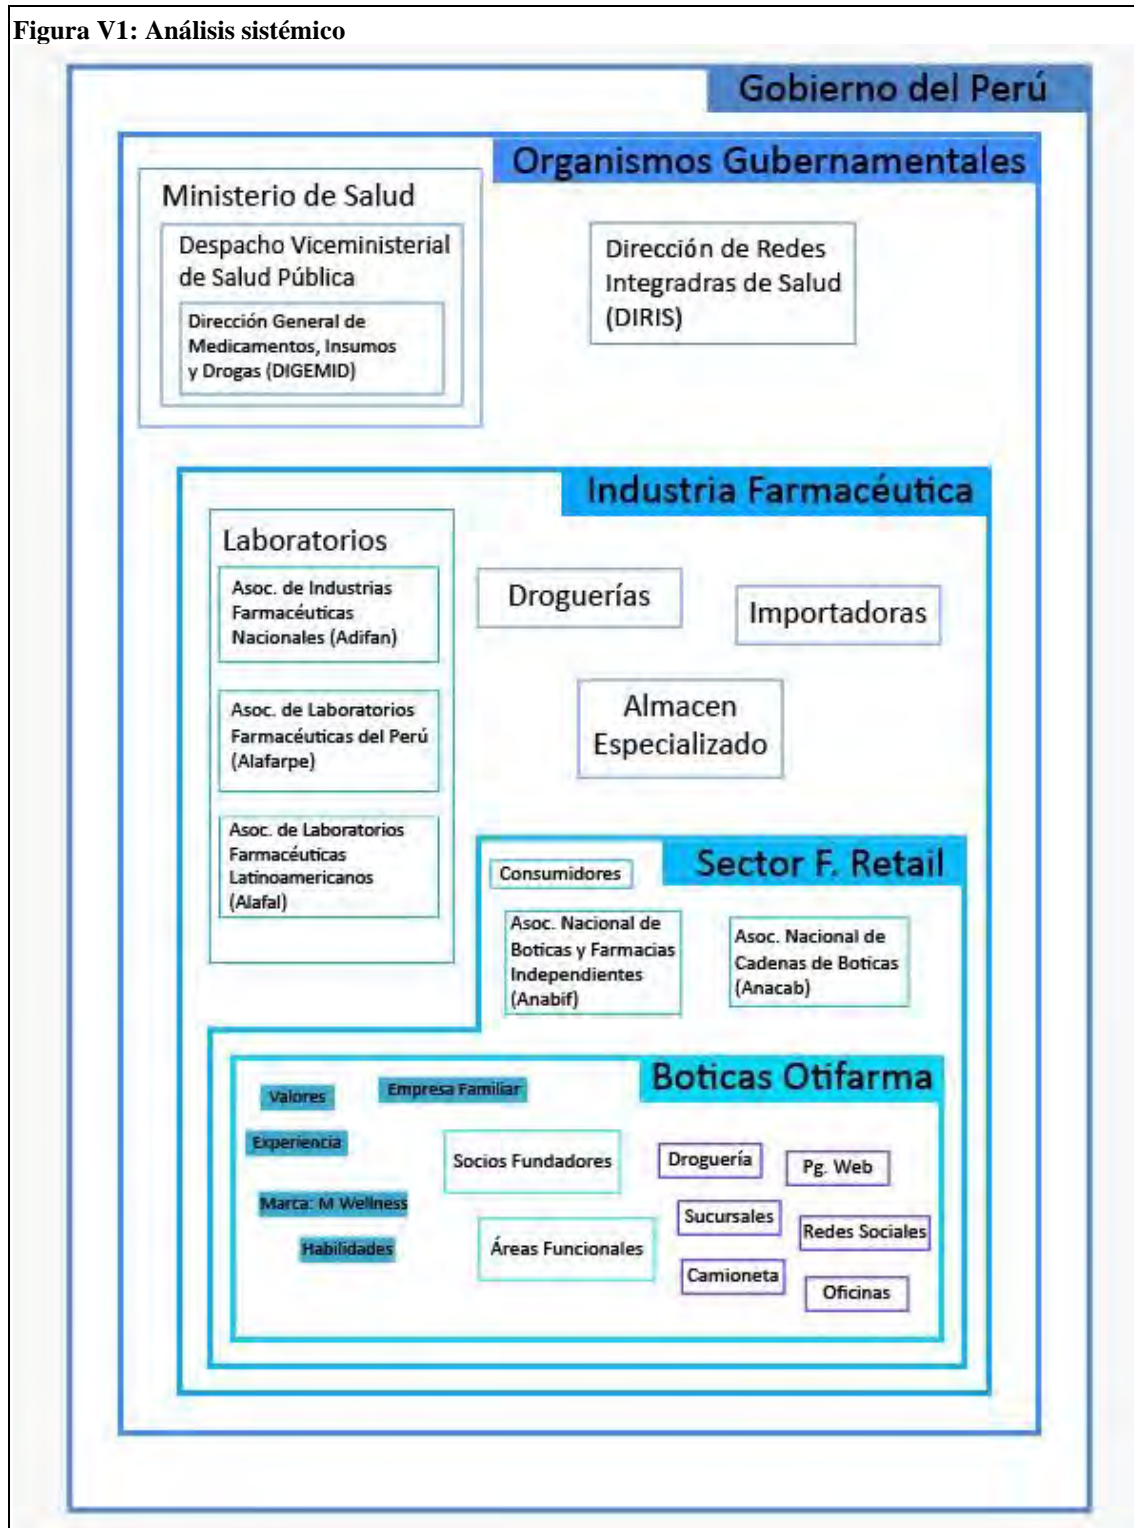 Figura V1: Análisis sistémico
Gobierno del Perú
Organismos Gubernamentales
Ministerio de Salud
Despacho Viceministerial
de Salud Pública
Dirección General de
Medicamentos, Insumos
y Drogas (DIGEMID)
Dirección de Redes
Integradras de Salud
(DIRIS)
Industria Farmacéutica
Laboratorios
Asoc. de Industrias
Farmacéuticas
Nacionales (Adifan)
Asoc. de Laboratorios
Farmacéuticas del Perú
(Alafarpe)
Asoc. de Laboratorios
Farmacéuticas
Latinoamericanos
(Alafal)
Droguerías
Importadoras
Almacen
Especializado
Sector F. Retail
Consumidores
Asoc. Nacional de
Boticas y Farmacias
Independientes
(Anabif)
Asoc. Nacional de
Cadenas de Boticas
(Anacab)
Boticas Otifarma
Valores
Empresa Familiar
Experiencia
Marca: M Wellness
Habilidades
Socios Fundadores
Áreas Funcionales
Droguería
Pg. Web
Sucursales
Redes Sociales
Camioneta
Oficinas